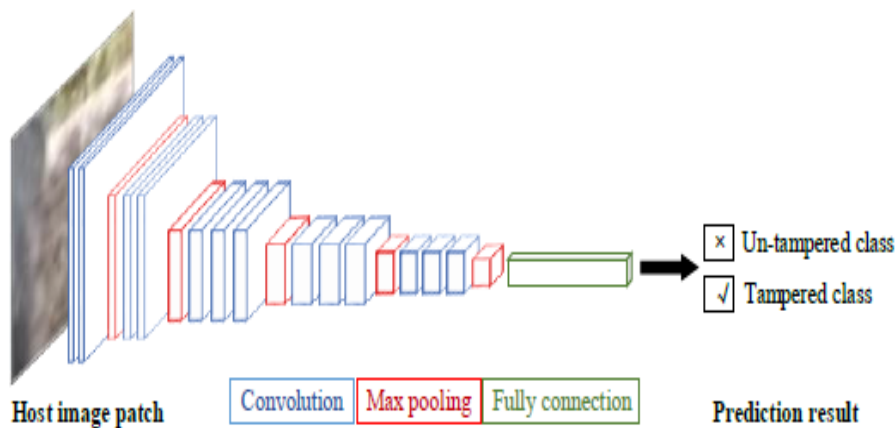 × Un-tampered class
√ Tampered class
Host image patch
Convolution
Max pooling
Fully connection
Prediction result